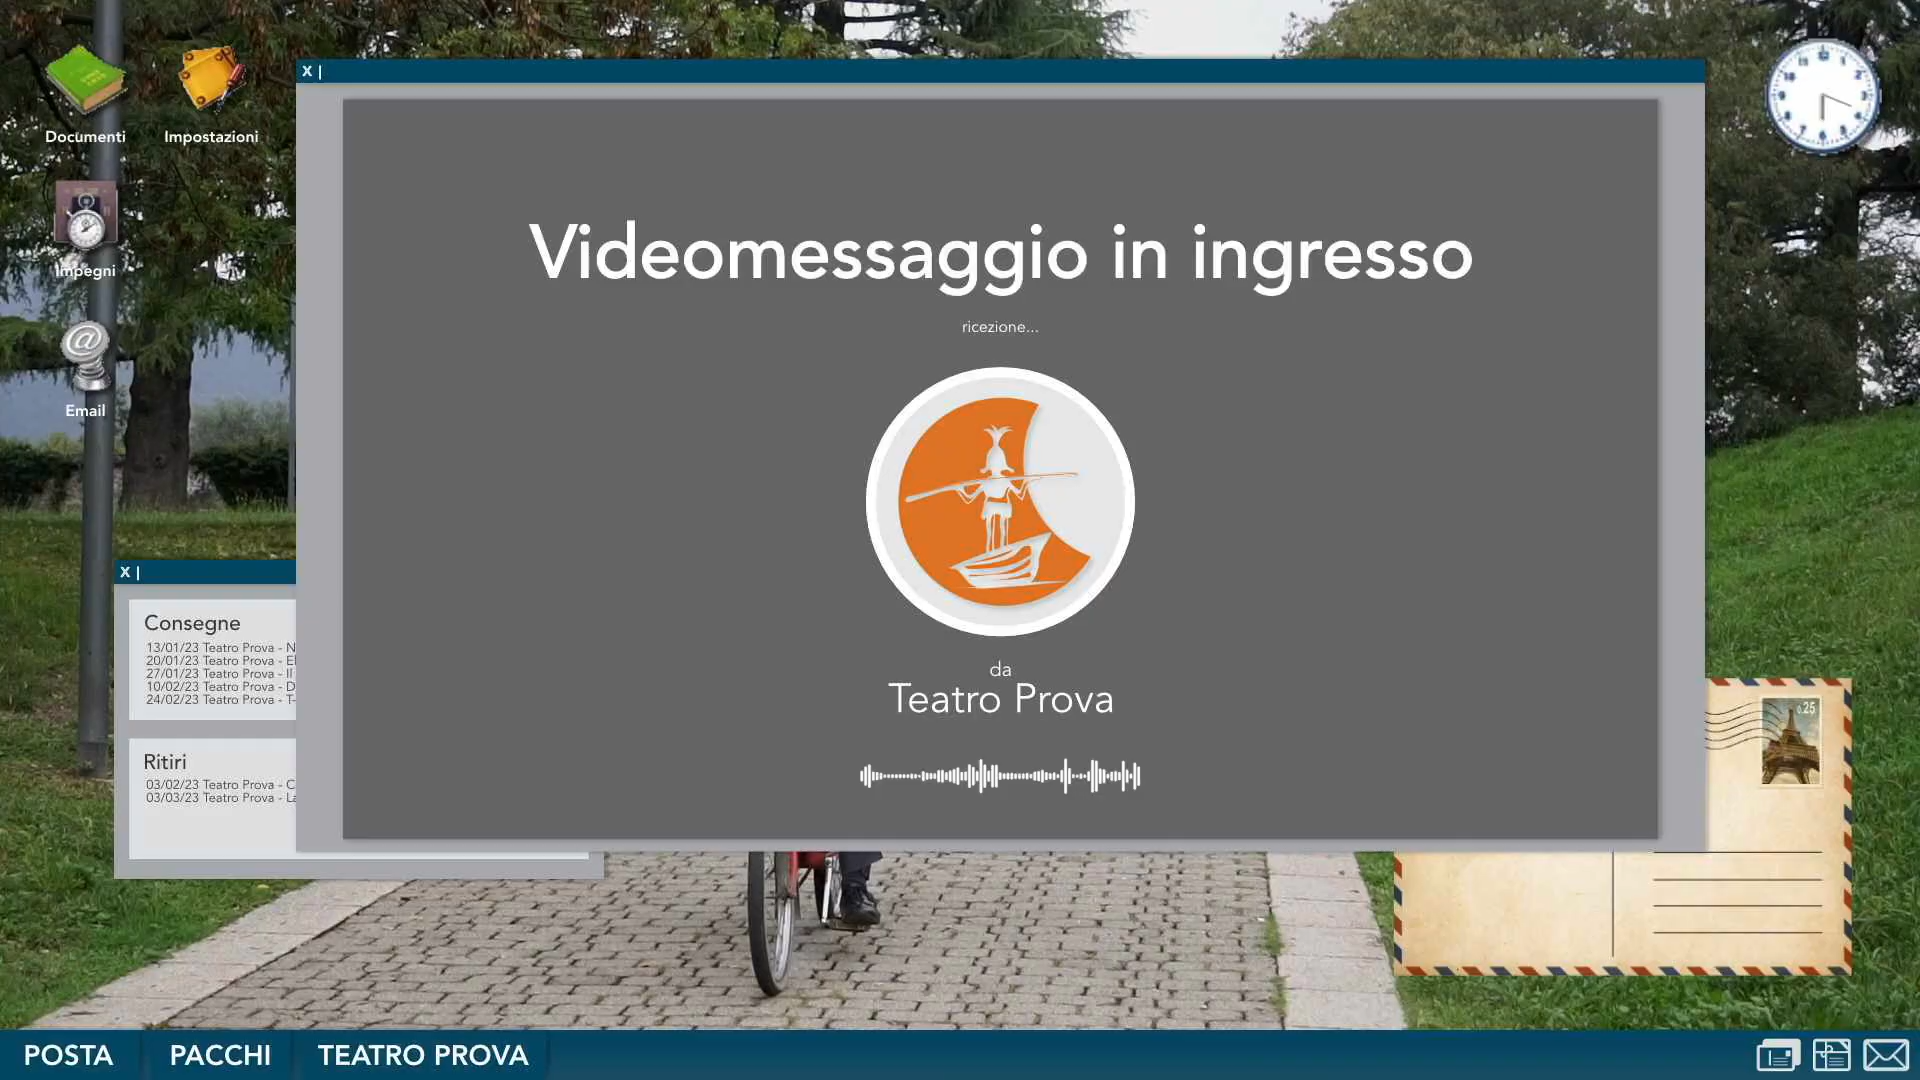 Documenti
Impostazioni
Impegni
Email
X |
Videomessaggio in ingresso
ricezione...
da
Teatro Prova
X |
Consegne
13/01/23 Teatro Prova - N
20/01/23 Teatro Prova -
27/01/23 Teatro Prova - Il
10/02/23 Teatro Prova - D
24/02/23 Teatro Prova - T-
Ritiri
03/02/23 Teatro Prova - C
03/03/23 Teatro Prova - La
0.25
POSTA
PACCHI
TEATRO PROVA